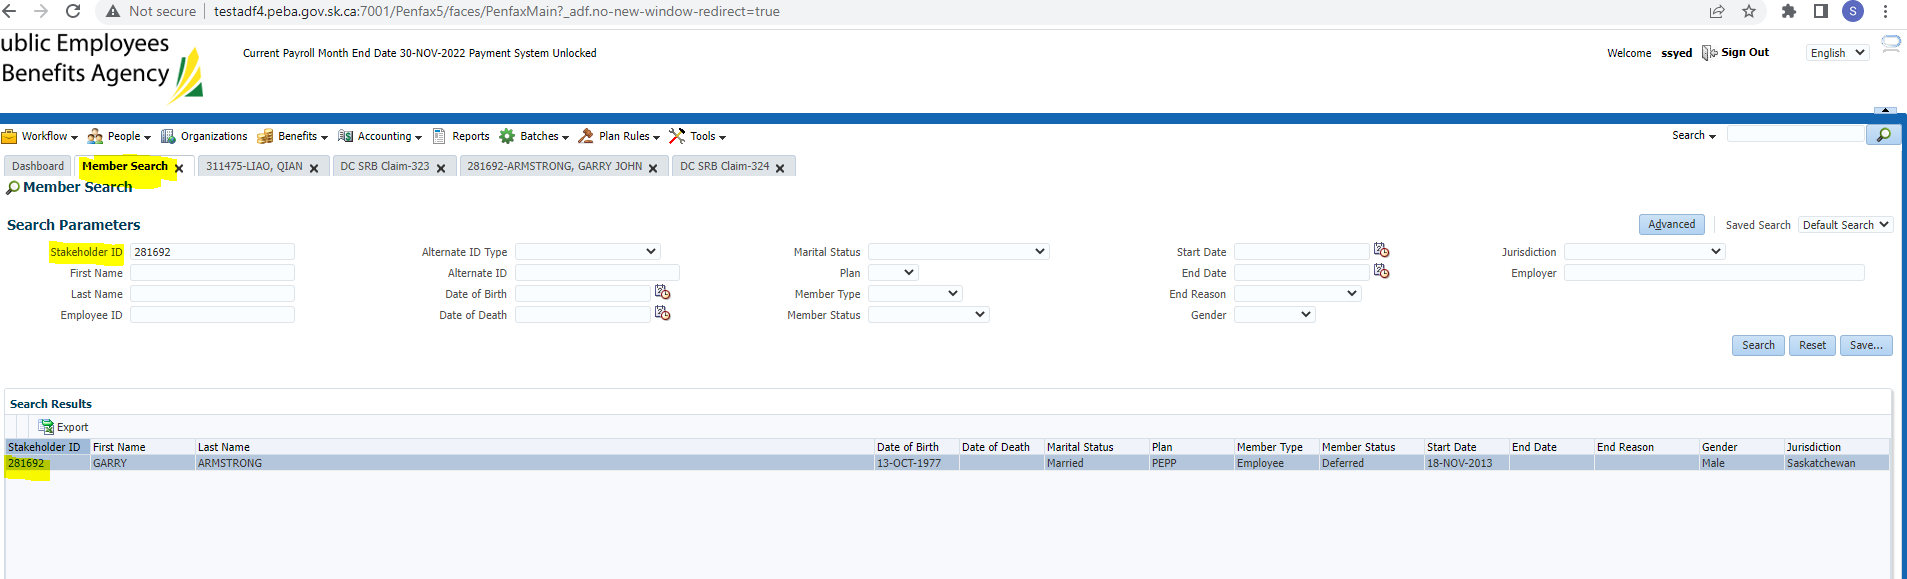 Not secure testadf4.peba.gov.sk.ca:7001/Penfax5/faces/PenfaxMain?_adf.no-new-window-redirect=true S
ublic Employees
Benefits Agency
Current Payroll Month End Date 30-NOV-2022 Payment System Unlocked
Welcome ssyed Sign Out English
Workflow People Organizations Benefits Accounting Reports Batches Plan Rules Tools Search
Dashboard Member Search 311475-LIAO, QIAN DC SRB Claim-323 281692-ARMSTRONG, GARRY JOHN DC SRB Claim-324
Member Search
Search Parameters Advanced Saved Search Default Search
Stakeholder ID 281692 Alternate ID Type Marital Status Start Date Jurisdiction
First Name Alternate ID Plan End Date Employer
Last Name Date of Birth Member Type End Reason
Employee ID Date of Death Member Status Gender
Search Reset Save...
Search Results
Export
Stakeholder ID First Name Last Name Date of Birth Date of Death Marital Status Plan Member Type Member Status Start Date End Date End Reason Gender Jurisdiction
281692 GARRY ARMSTRONG 13-OCT-1977 Married PEPP Employee Deferred 18-NOV-2013 Male Saskatchewan